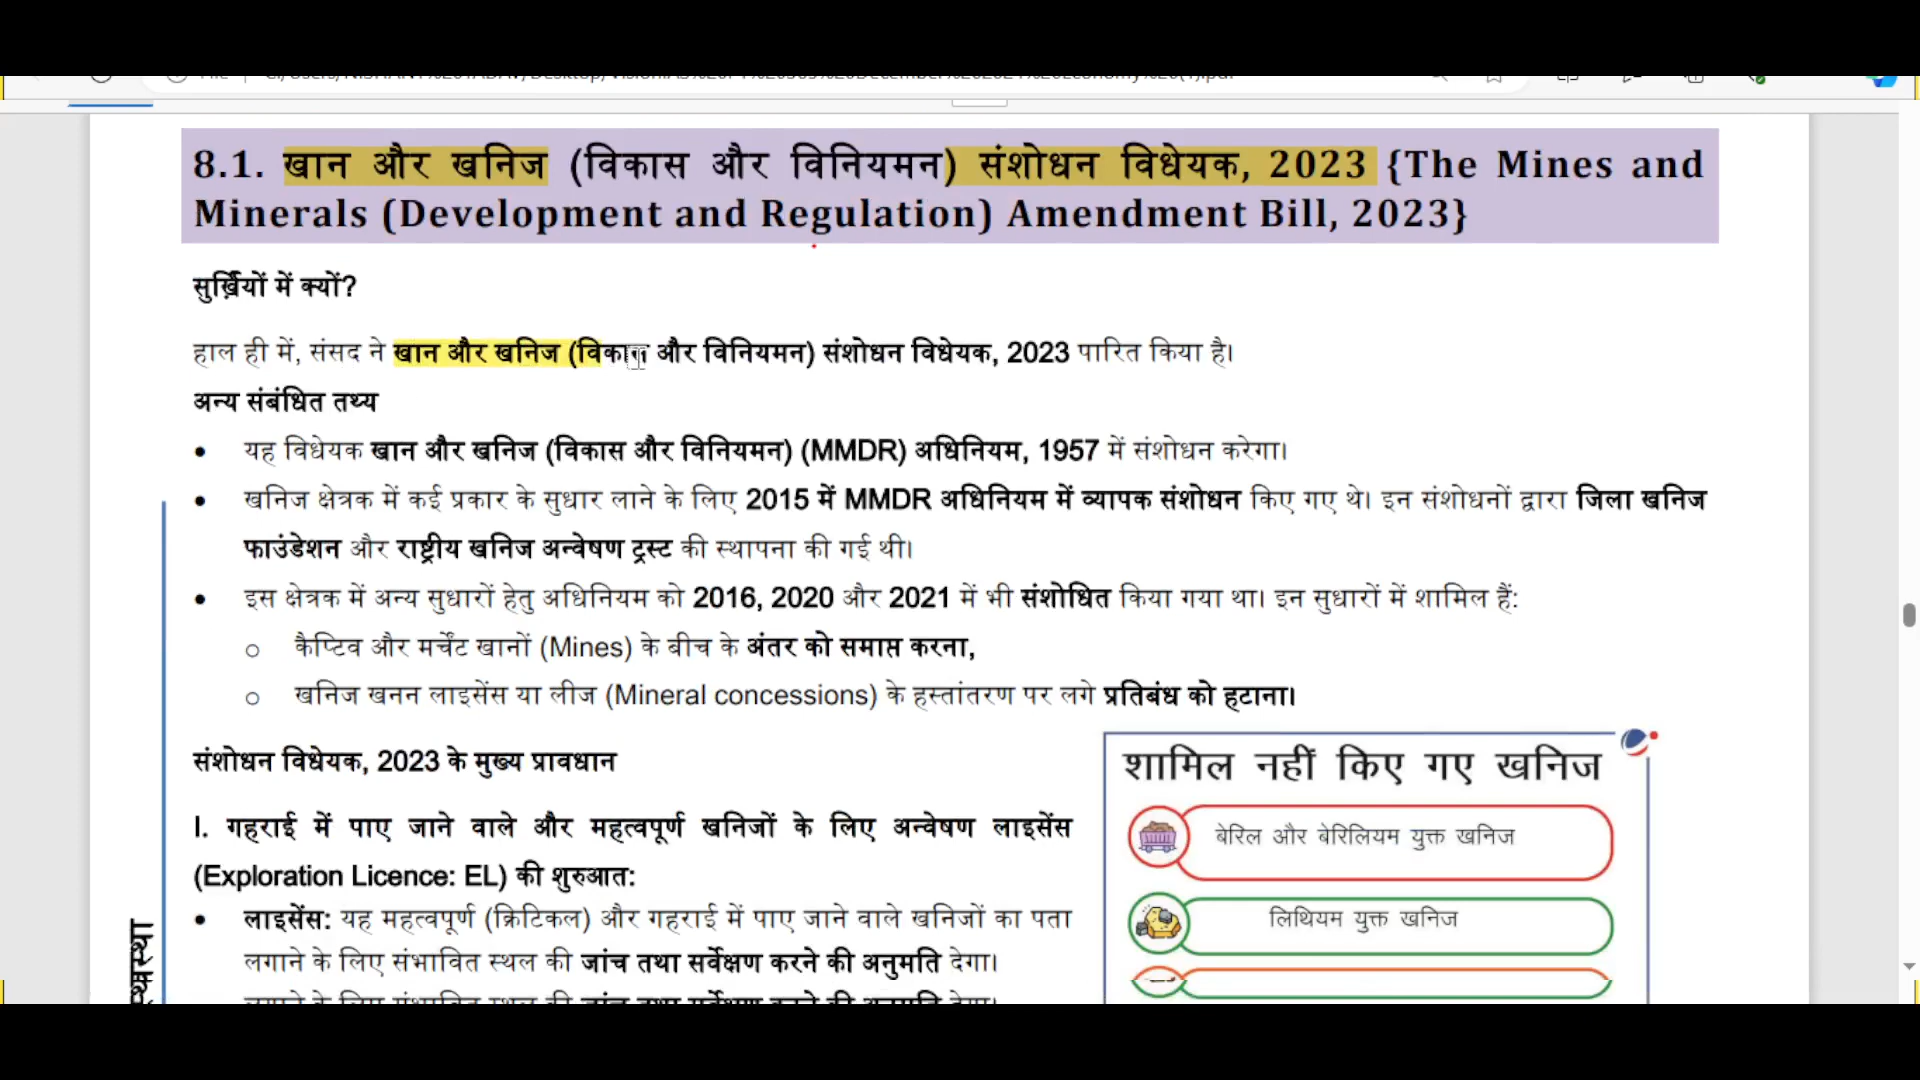 8.1. खान और खनिज (विकास और विनियमन) संशोधन विधेयक, 2023 {The Mines and
Minerals (Development and Regulation) Amendment Bill, 2023}
सुर्ख़ियों में क्यों?
हाल ही में, संसद ने खान और खनिज (विकास और विनियमन) संशोधन विधेयक, 2023 पारित किया है।
अन्य संबंधित तथ्य
• यह विधेयक खान और खनिज (विकास और विनियमन) (MMDR) अधिनियम, 1957 में संशोधन करेगा।
• खनिज क्षेत्रक में कई प्रकार के सुधार लाने के लिए 2015 में MMDR अधिनियम में व्यापक संशोधन किए गए थे। इन संशोधनों द्वारा जिला खनिज
फाउंडेशन और राष्ट्रीय खनिज अन्वेषण ट्रस्ट की स्थापना की गई थी।
• इस क्षेत्रक में अन्य सुधारों हेतु अधिनियम को 2016, 2020 और 2021 में भी संशोधित किया गया था। इन सुधारों में शामिल हैं:
○ कैप्टिव और मर्चेंट खानों (Mines) के बीच के अंतर को समाप्त करना,
○ खनिज खनन लाइसेंस या लीज (Mineral concessions) के हस्तांतरण पर लगे प्रतिबंध को हटाना।
संशोधन विधेयक, 2023 के मुख्य प्रावधान
I. गहराई में पाए जाने वाले और महत्वपूर्ण खनिजों के लिए अन्वेषण लाइसेंस
(Exploration Licence: EL) की शुरुआत:
• लाइसेंस: यह महत्वपूर्ण (क्रिटिकल) और गहराई में पाए जाने वाले खनिजों का पता
लगाने के लिए संभावित स्थल की जांच तथा सर्वेक्षण करने की अनुमति देगा।
शामिल नहीं किए गए खनिज
बेरिल और बेरिलियम युक्त खनिज
लिथियम युक्त खनिज